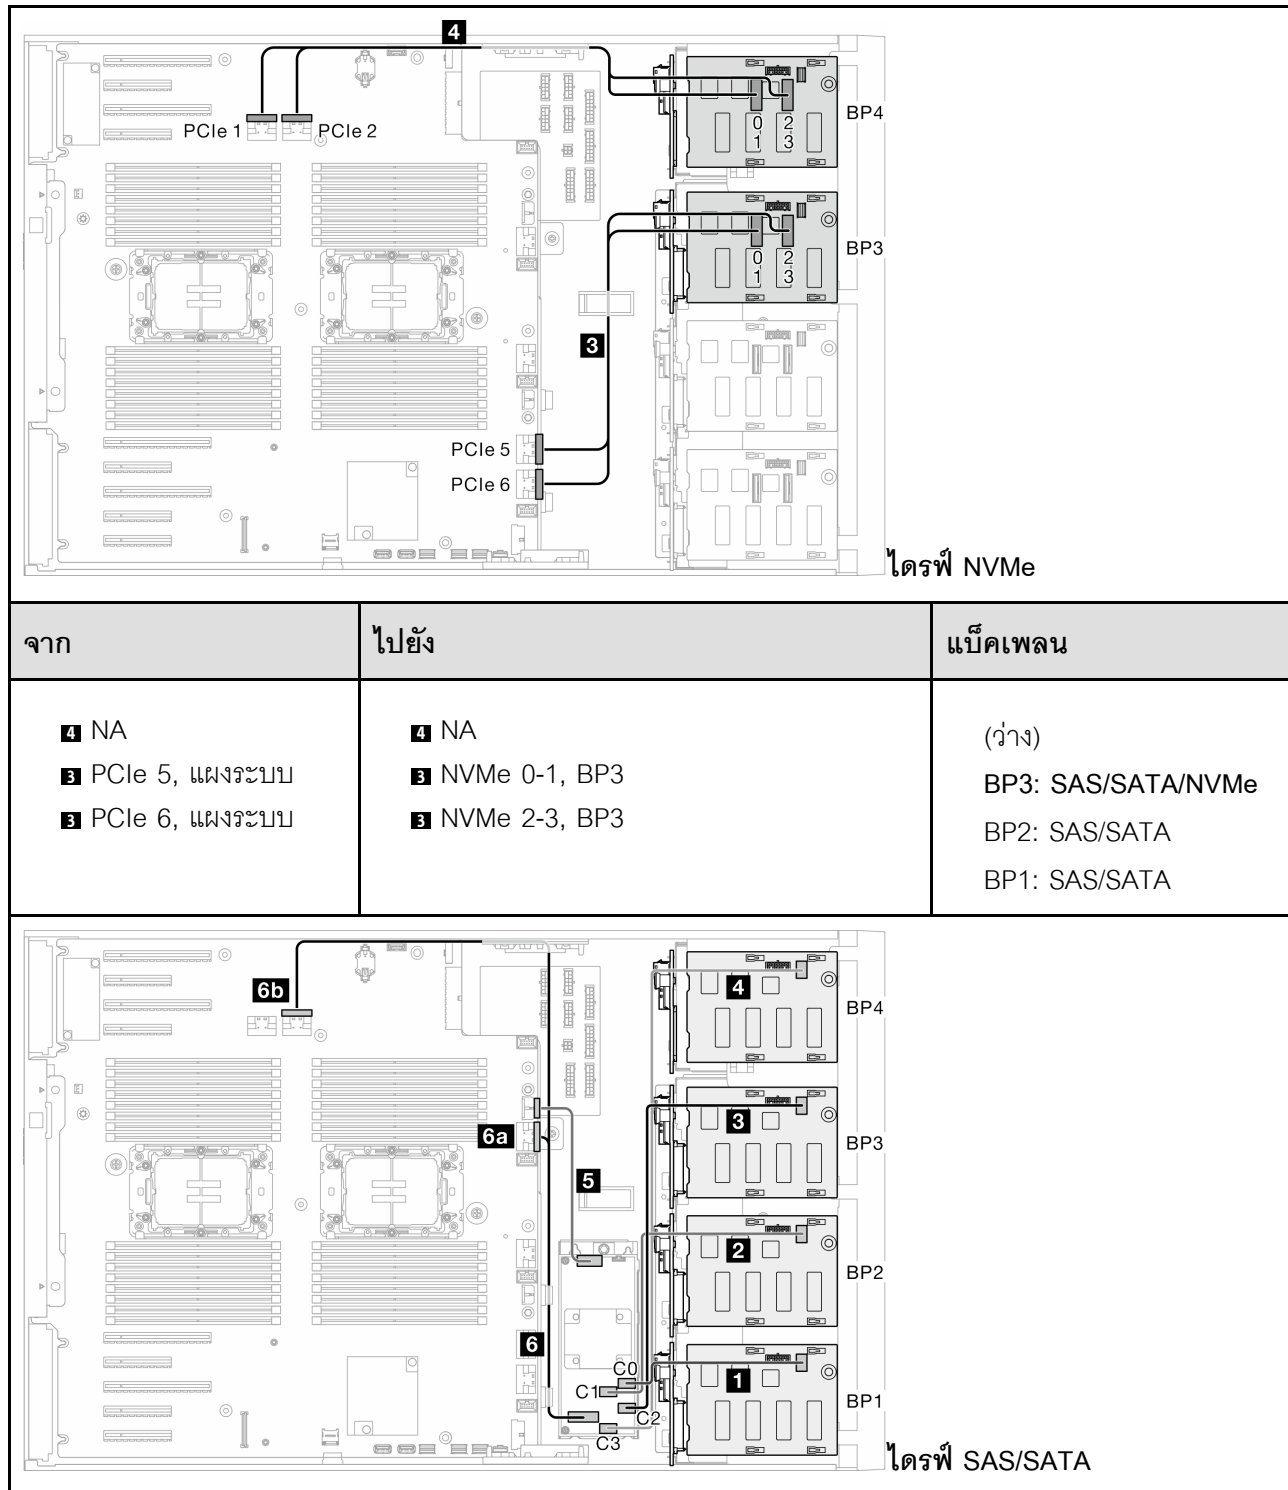 4
PCIe 1
PCIe 2
0
1
2
3
BP4
0
1
2
3
BP3
3
PCIe 5
PCIe 6
ไดรฟ์ NVMe
จาก
ไปยัง
แบ็คเพลน
4 NA
3 PCIe 5, แผงระบบ
3 PCIe 6, แผงระบบ
4 NA
3 NVMe 0-1, BP3
3 NVMe 2-3, BP3
(ว่าง)
BP3: SAS/SATA/NVMe
BP2: SAS/SATA
BP1: SAS/SATA
6b
4
BP4
6a
3
BP3
5
2
BP2
6
C0
C1
C2
C3
1
BP1
ไดรฟ์ SAS/SATA